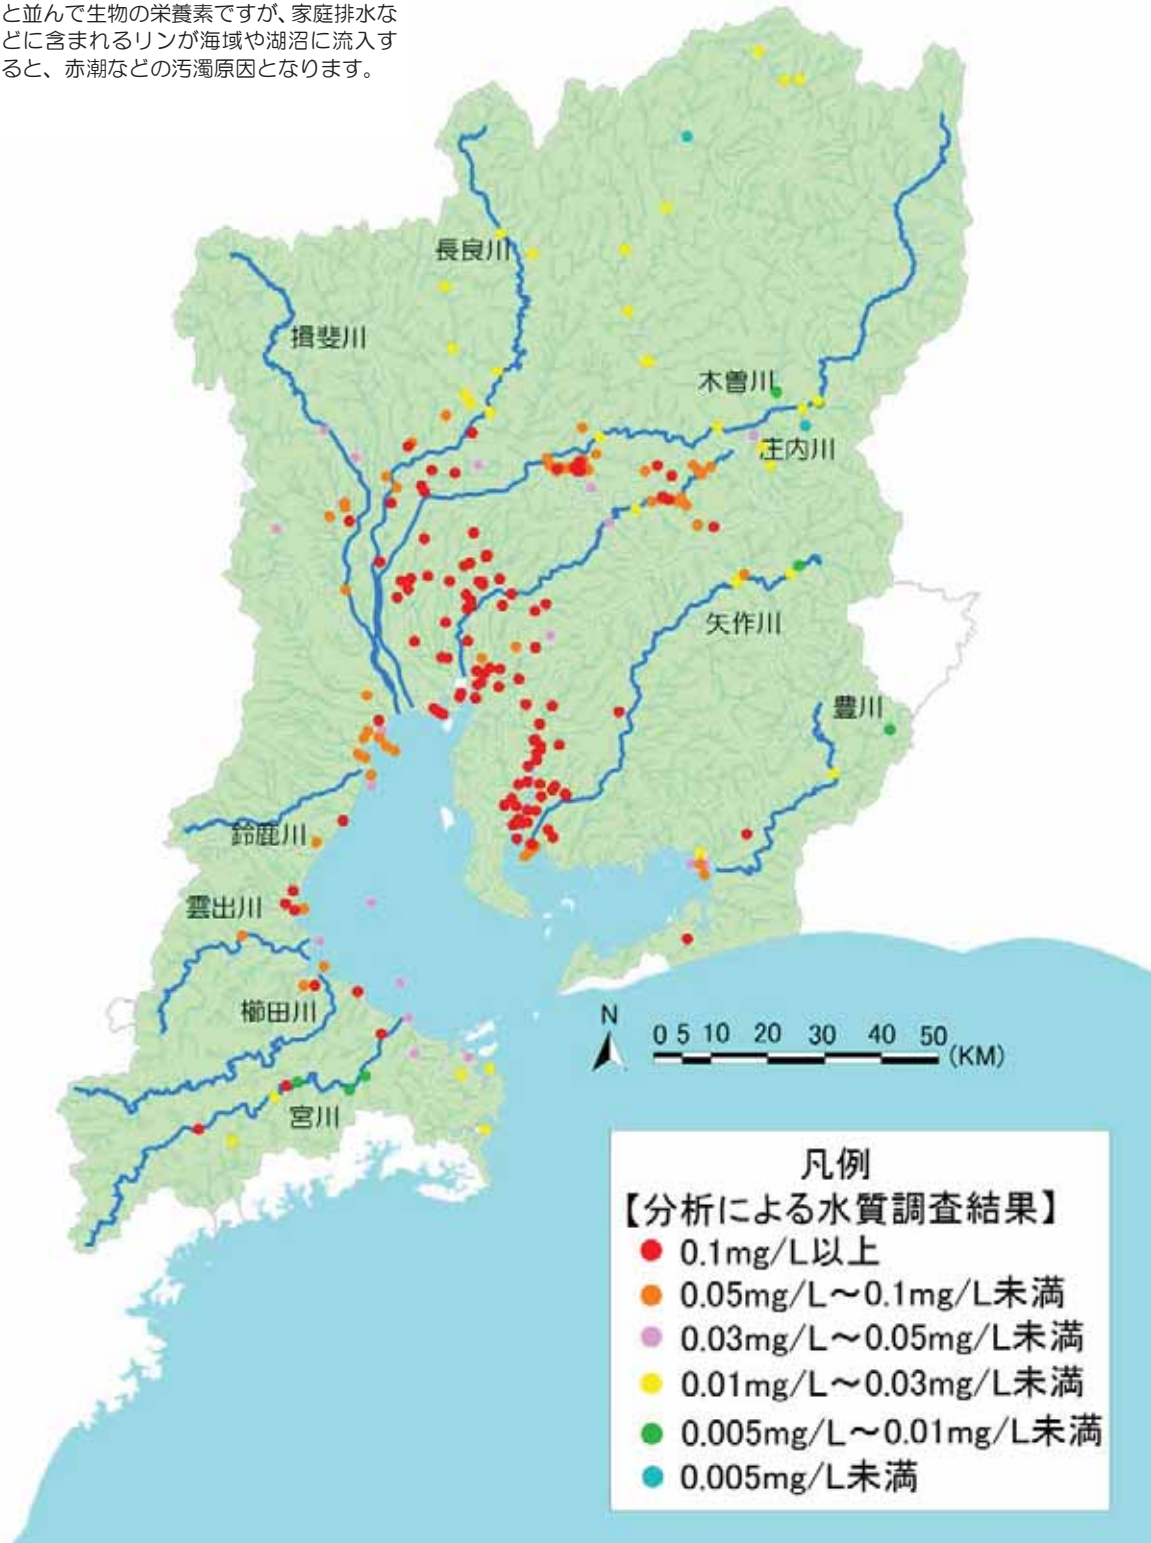 と並んで生物の栄養素ですが、家庭排水な
どに含まれるリンが海域や湖沼に流入す
ると、赤潮などの汚濁原因となります。
長良川
揖斐川
木曽川
庄内川
矢作川
豊川
鈴鹿川
雲出川
櫛田川
宮川
N
0 5 10 20 30 40 50 (KM)
凡例
【分析による水質調査結果】
0.1mg/L以上
0.05mg/L～0.1mg/L未満
0.03mg/L～0.05mg/L未満
0.01mg/L～0.03mg/L未満
0.005mg/L～0.01mg/L未満
0.005mg/L未満